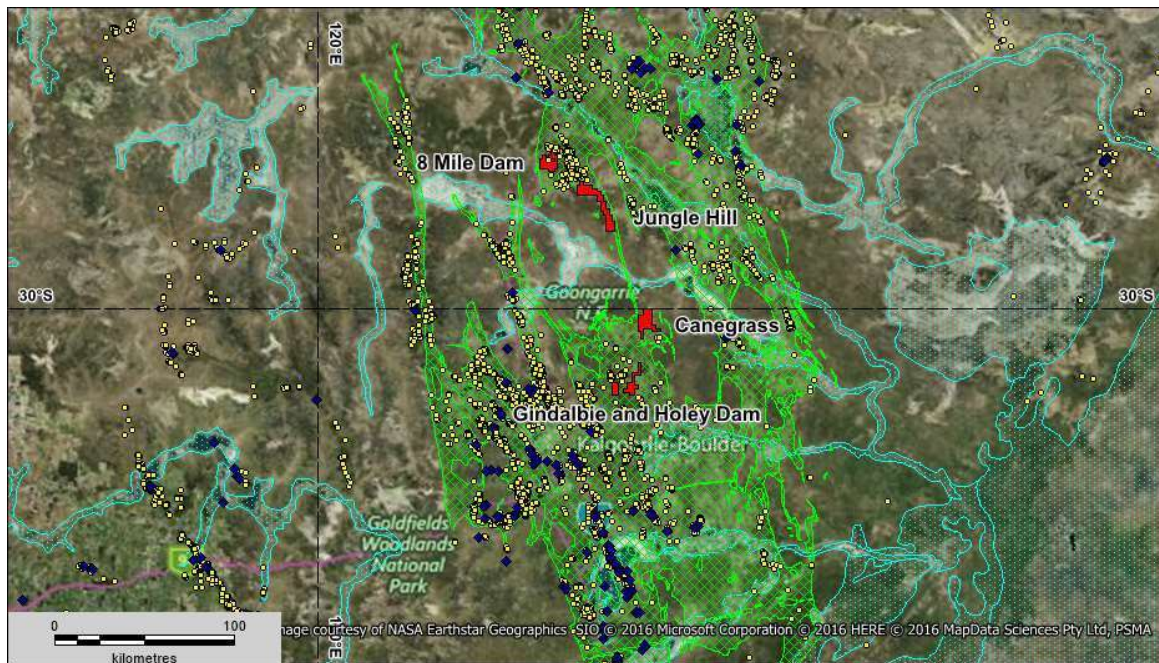 120°E
8 Mile Dam
Jungle Hill
30°S
30°S
Goongarrie
N.P.
Canegrass
Gindalbie and Holey Dam
Kalgoorlie-Boulder
Goldfields
Woodlands
National
Park
0 100
kilometres
120°E
mage courtesy of NASA Earthstar Geographics SIO © 2016 Microsoft Corporation © 2016 HERE © 2016 MapData Sciences Pty Ltd, PSMA